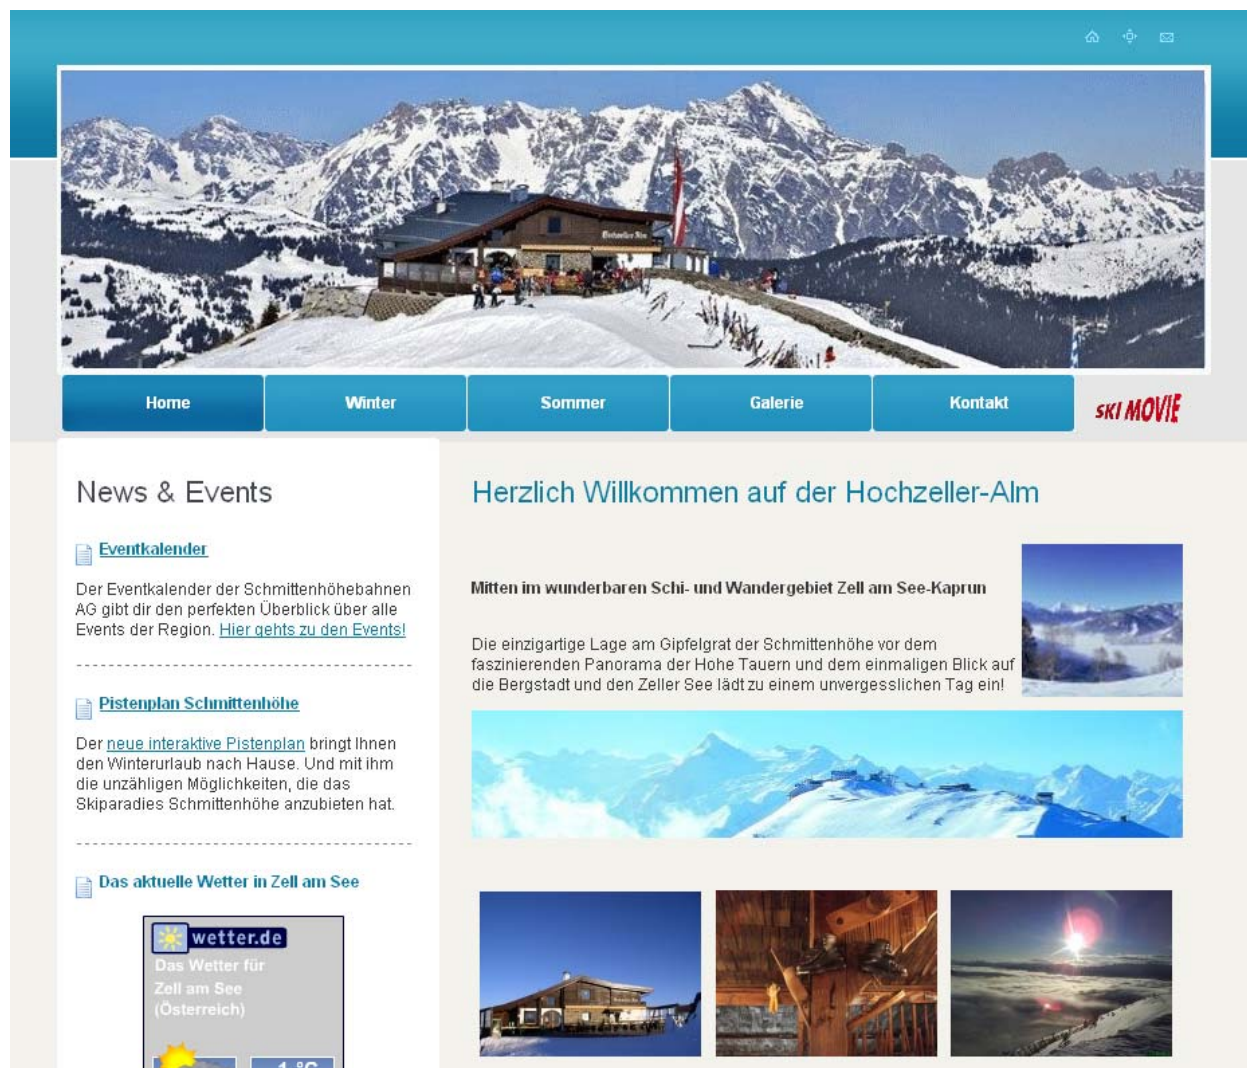 Hochzeller-Alm
Home
Winter
Sommer
Galerie
Kontakt
SKI MOVIE
News & Events
Eventkalender
Der Eventkalender der Schmittenhöhebahnen
AG gibt dir den perfekten Überblick über alle
Events der Region. Hier gehts zu den Events!
Pistenplan Schmittenhöhe
Der neue interaktive Pistenplan bringt Ihnen
den Winterurlaub nach Hause. Und mit ihm
die unzähligen Möglichkeiten, die das
Skiparadies Schmittenhöhe anzubieten hat.
Das aktuelle Wetter in Zell am See
wetter.de
Das Wetter für
Zell am See
(Österreich)
Herzlich Willkommen auf der Hochzeller-Alm
Mitten im wunderbaren Schi- und Wandergebiet Zell am See-Kaprun
Die einzigartige Lage am Gipfelgrat der Schmittenhöhe vor dem
faszinierenden Panorama der Hohe Tauern und dem einmaligen Blick auf
die Bergstadt und den Zeller See lädt zu einem unvergesslichen Tag ein!